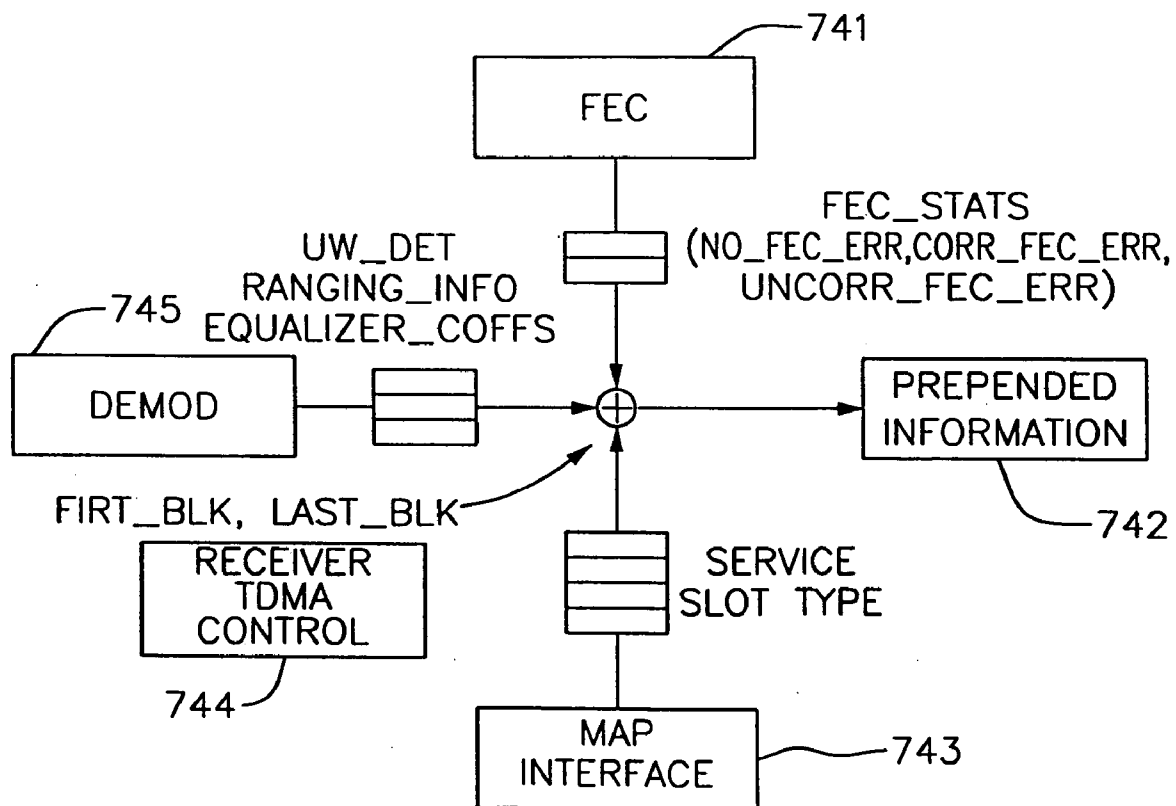 741
FEC
FEC_STATS
(NO_FEC_ERR,CORR_FEC_ERR,
UNCORR_FEC_ERR)
UW_DET
RANGING_INFO
EQUALIZER_COFFS
745
DEMOD
PREPENDED
INFORMATION
742
FIRT_BLK, LAST_BLK
RECEIVER
TDMA
CONTROL
744
SERVICE
SLOT TYPE
MAP
INTERFACE
743